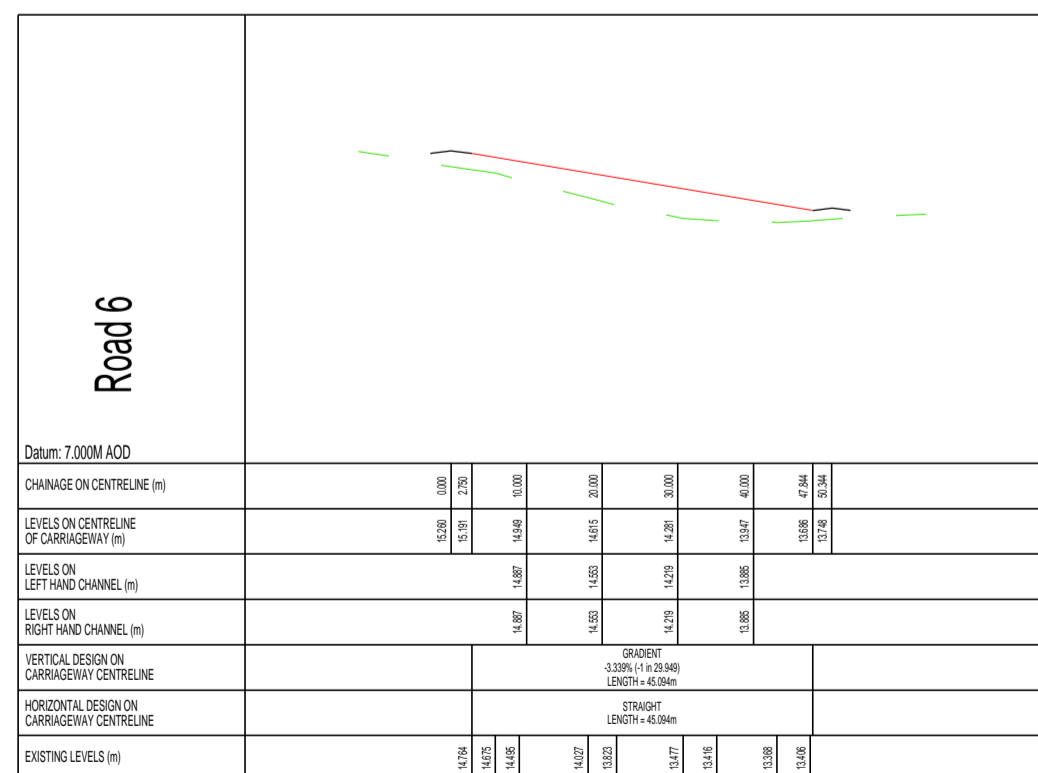 Road 6
Datum: 7.000M AOD
CHAINAGE ON CENTRELINE (m)
0.000 2.750 10.000 20.000 30.000 40.000 47.844 50.344
LEVELS ON CENTRELINE
OF CARRIAGEWAY (m)
15.260 15.191 14.949 14.615 14.281 13.947 13.686 13.748
LEVELS ON
LEFT HAND CHANNEL (m)
14.887 14.553 14.219 13.885
LEVELS ON
RIGHT HAND CHANNEL (m)
14.887 14.553 14.219 13.885
VERTICAL DESIGN ON
CARRIAGEWAY CENTRELINE
GRADIENT
-3.339% (-1 in 29.949)
LENGTH = 45.094m
HORIZONTAL DESIGN ON
CARRIAGEWAY CENTRELINE
STRAIGHT
LENGTH = 45.094m
EXISTING LEVELS (m)
14.764 14.675 14.495 14.027 13.823 13.477 13.416 13.368 13.406